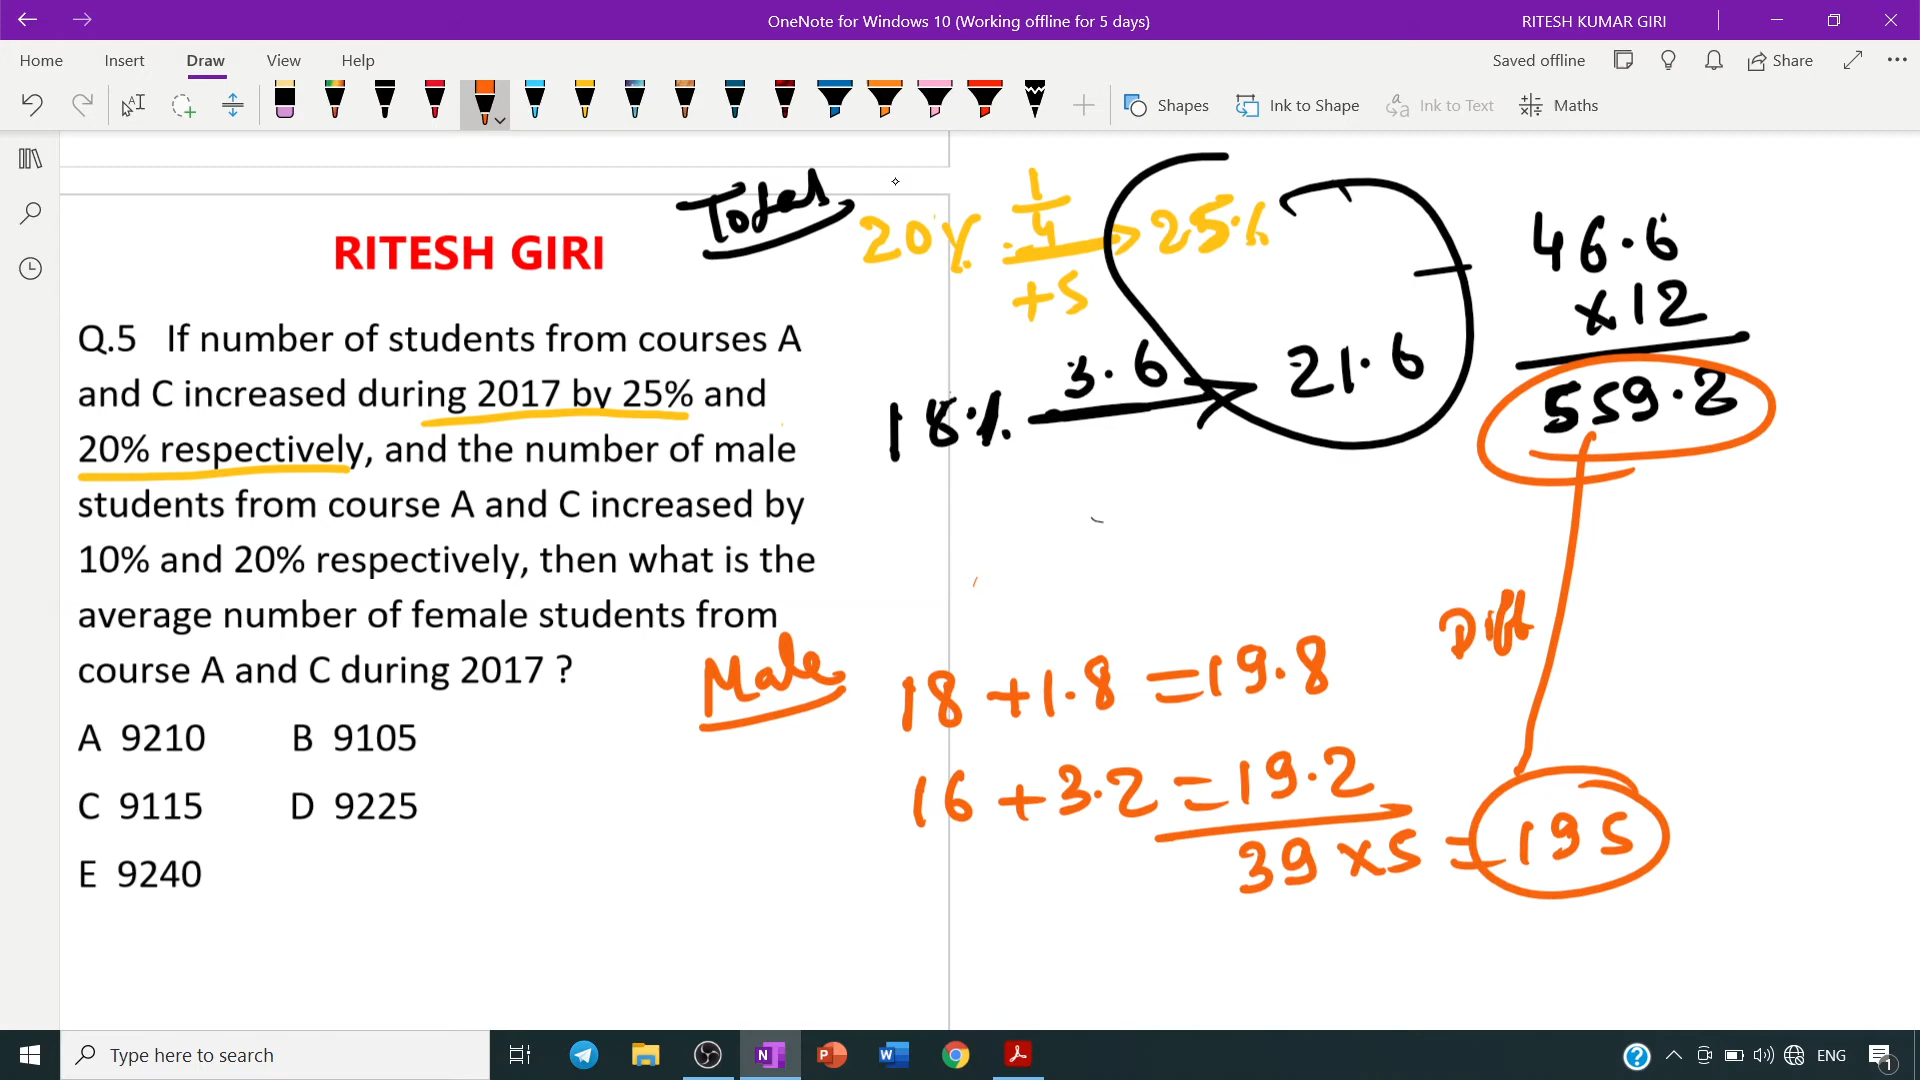 OneNote for Windows 10 (Working offline for 5 days)
RITESH KUMAR GIRI
Home Insert Draw View Help
Saved offline
Share
Shapes
Ink to Shape
Ink to Text
Maths
RITESH GIRI
Total
20% 1/4 +5 25%
18% 3.6 21.6
46.6
×12
559.2
Q.5 If number of students from courses A
and C increased during 2017 by 25% and
20% respectively, and the number of male
students from course A and C increased by
10% and 20% respectively, then what is the
average number of female students from
course A and C during 2017 ?
A 9210 B 9105
C 9115 D 9225
E 9240
Male
18 + 1.8 = 19.8
16 + 3.2 = 19.2
39 × 5 = 195
Type here to search
ENG
1